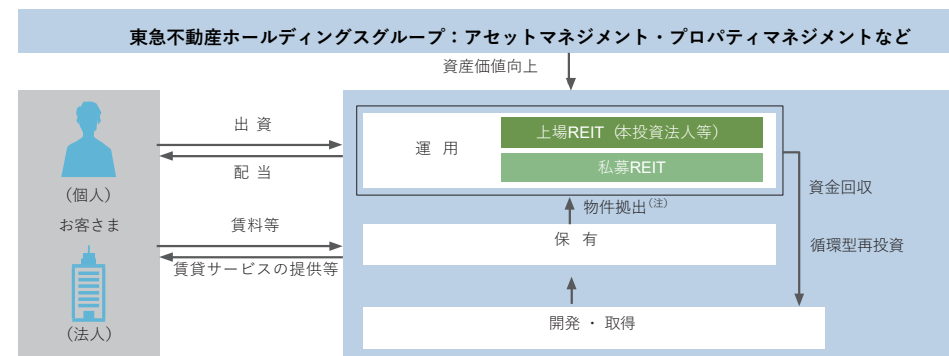 東急不動産ホールディングスグループ：アセットマネジメント・プロパティマネジメントなど
資産価値向上
出 資
配 当
（個人）
お客さま
賃料等
賃貸サービスの提供等
（法人）
運 用
上場REIT（本投資法人等）
私募REIT
物件拠出（注）
保 有
開発 ・ 取得
資金回収
循環型再投資